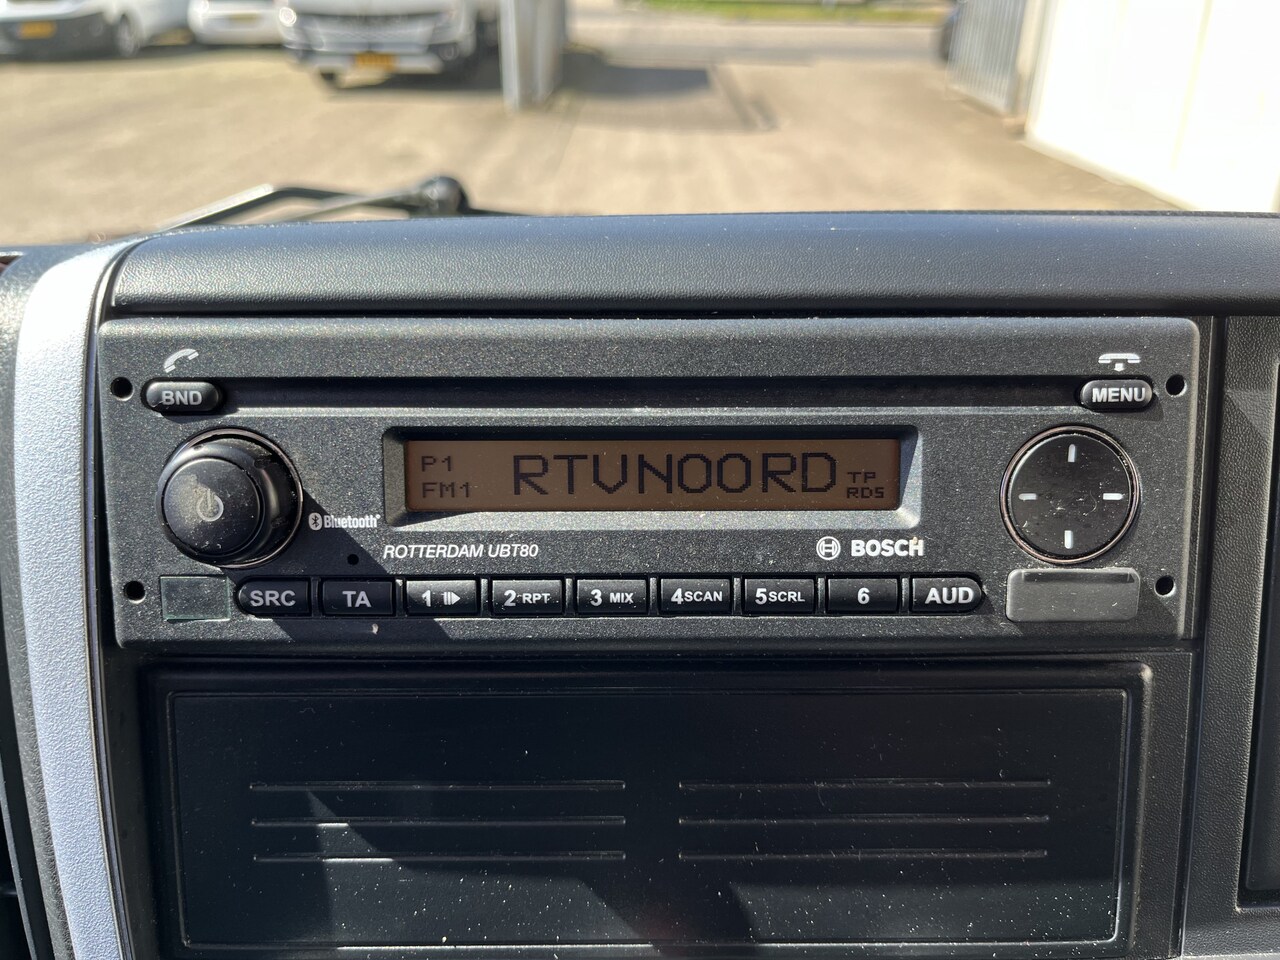 BND
MENU
P1
FM1
RTVNOORD
TP
RDS
Bluetooth
ROTTERDAM UBT80
BOSCH
SRC
TA
1
2 RPT
3 MIX
4 SCAN
5 SCRL
6
AUD